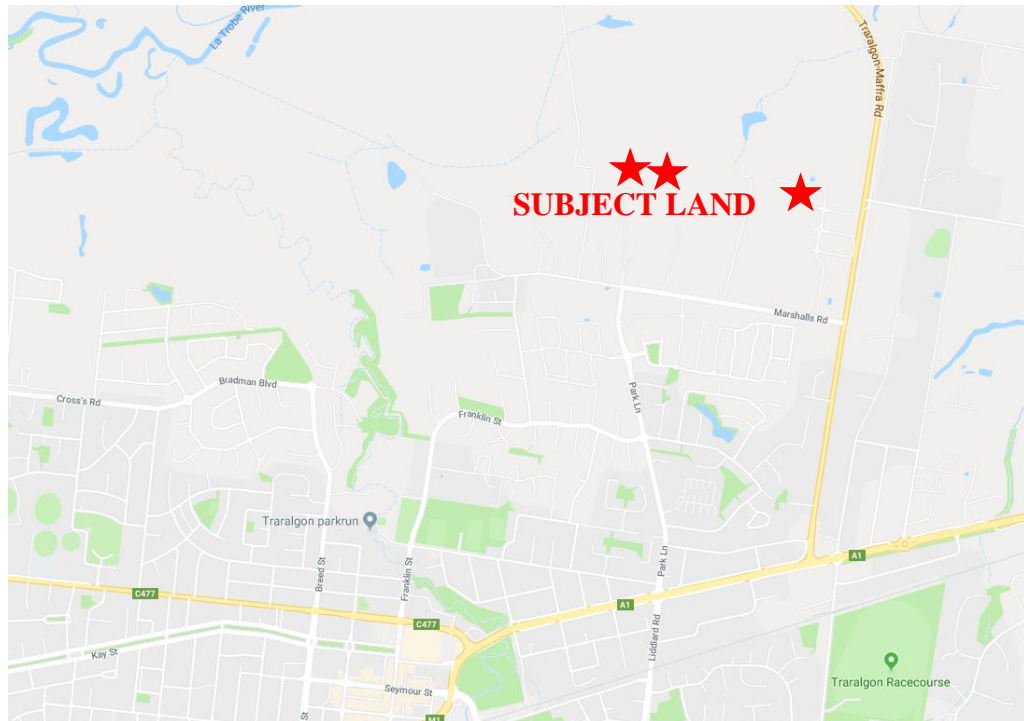 La Trobe River
Traralgon-Maffra Rd
SUBJECT LAND
Marshalls Rd
Bradman Blvd
Cross's Rd
Park Ln
Franklin St
Traralgon parkrun
A1
Breed St
Franklin St
Park Ln
C477
A1
C477
Liddiard Rd
Kay St
Traralgon Racecourse
Seymour St
St
M1